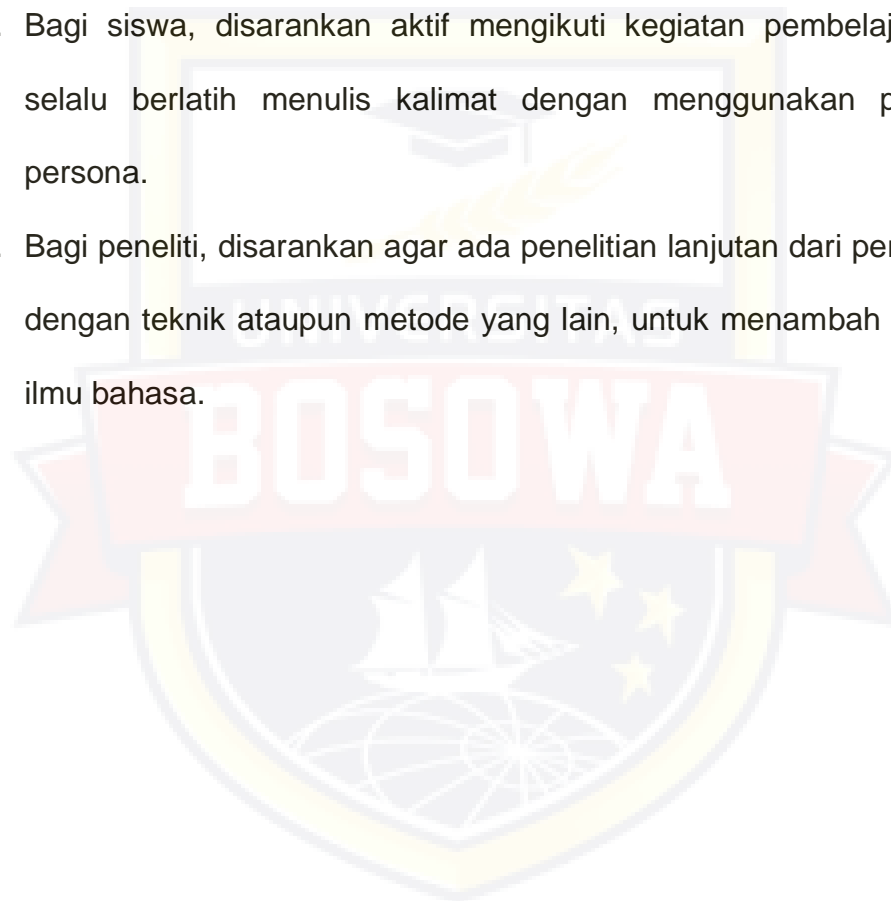 . Bagi siswa, disarankan aktif mengikuti kegiatan pembelaj
selalu berlatih menulis kalimat dengan menggunakan p
persona.
. Bagi peneliti, disarankan agar ada penelitian lanjutan dari per
dengan teknik ataupun metode yang lain, untuk menambah
ilmu bahasa.
UNIVERSITAS
BOSOWA